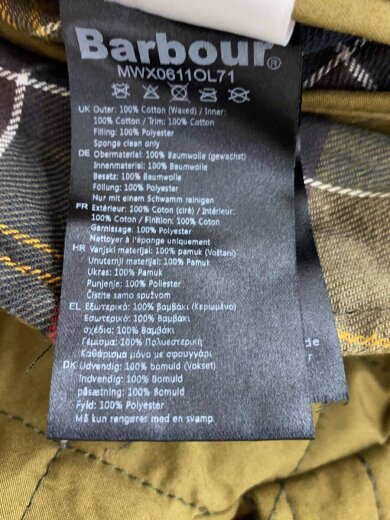 Barbour®
MWX0611OL71
UK Outer: 100% Cotton (Waxed) / Inner:
100% Cotton / Trim: 100% Cotton
Filling: 100% Polyester
Sponge clean only
DE Obermaterial: 100% Baumwolle (gewachst)
Innen: 100% Baumwolle
Besatz: 100% Baumwolle
Füllung: 100% Polyester
Nur mit einem Schwamm reinigen
FR Extérieur: 100% Coton (ciré) / Intérieur:
100% Coton / Finition: 100% Coton
Garnissage: 100% Polyester
Nettoyer à l'éponge uniquement
HR Vanjski materijal: 100% pamuk (Voštani)
Unutarnji materijal: 100% Pamuk
Ukras: 100% Pamuk
Punjenje: 100% Poliester
Čistite samo spužvom
EL Εξωτερικό: 100% βαμβάκι (Κερωμένο)
Εσωτερικό: 100% Βαμβάκι
σχέδια: 100% Βαμβάκι
Γέμισμα: 100% Πολυεστερική
Καθάρισμα μόνο με σφουγγάρι
DK Udvendig: 100% bomuld (Vokset)
Indvendig: 100% Bomuld
påsætning: 100% Bomuld
Fyld: 100% Polyester
Må kun rengøres med en svamp
de